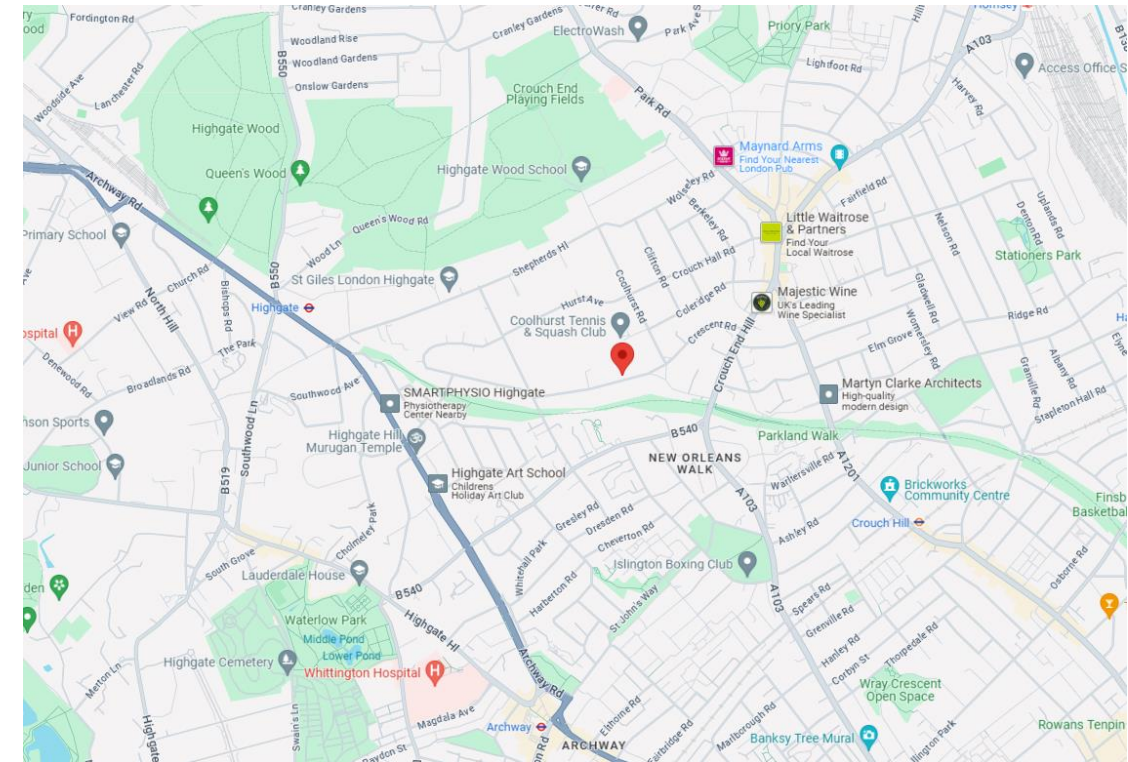 Cranley Gardens
Fordington Rd
Woodland Rise
Woodland Gardens
Onslow Gardens
B550
Cranley Gardens
ElectroWash
Park Rd
Priory Park
Lightfoot Rd
A103
Harvey Rd
Access Office S
Woodside Ave
Lanchester Rd
Highgate Wood
Queen's Wood
Crouch End
Playing Fields
Highgate Wood School
Maynard Arms
Find Your Nearest
London Pub
Wolseley Rd
Berkeley Rd
Fairfield Rd
Archway Rd
Primary School
Queen's Wood Rd
Wood Ln
Church Rd
View Rd
North Hill
Bishops Rd
B550
St Giles London Highgate
Shepherds Hl
Clifton Rd
Crouch Hall Rd
Little Waitrose
& Partners
Find Your
Local Waitrose
Nelson Rd
Denton Rd
Uplands Rd
Stationers Park
Highgate
Hurst Ave
Coolhurst Rd
Coleridge Rd
Coolhurst Tennis
& Squash Club
Crescent Rd
Majestic Wine
UK's Leading
Wine Specialist
Gladwell Rd
Womersley Rd
Ridge Rd
Elm Grove
ospital
Denewood Rd
The Park
Broadlands Rd
Southwood Ave
Southwood Ln
SMARTPHYSIO Highgate
Physiotherapy
Center Nearby
Crouch End Hill
Martyn Clarke Architects
High-quality
modern design
Granville Rd
Albany Rd
Stapleton Hall Rd
hson Sports
Junior School
B519
Highgate Hill
Murugan Temple
Highgate Art School
Childrens
Holiday Art Club
B540
NEW ORLEANS
WALK
Parkland Walk
A1201
Warltersville Rd
Brickworks
Community Centre
Finsb
Basketbal
A103
Crouch Hill
Ashley Rd
Gresley Rd
Dresden Rd
Cheverton Rd
Whitehall Park
Harberton Rd
Cholmeley Park
South Grove
Lauderdale House
B540
Islington Boxing Club
St John's Way
A103
Osborne Rd
Spears Rd
Grenville Rd
Hanley Rd
Thorpedale Rd
Corbyn St
den
Waterlow Park
Middle Pond
Lower Pond
Highgate Hl
Highgate Cemetery
Whittington Hospital
Archway Rd
Merton Ln
Swain's Ln
Magdala Ave
Archway
ARCHWAY
Elthorne Rd
Marlborough Rd
Wray Crescent
Open Space
Banksy Tree Mural
Rowans Tenpin